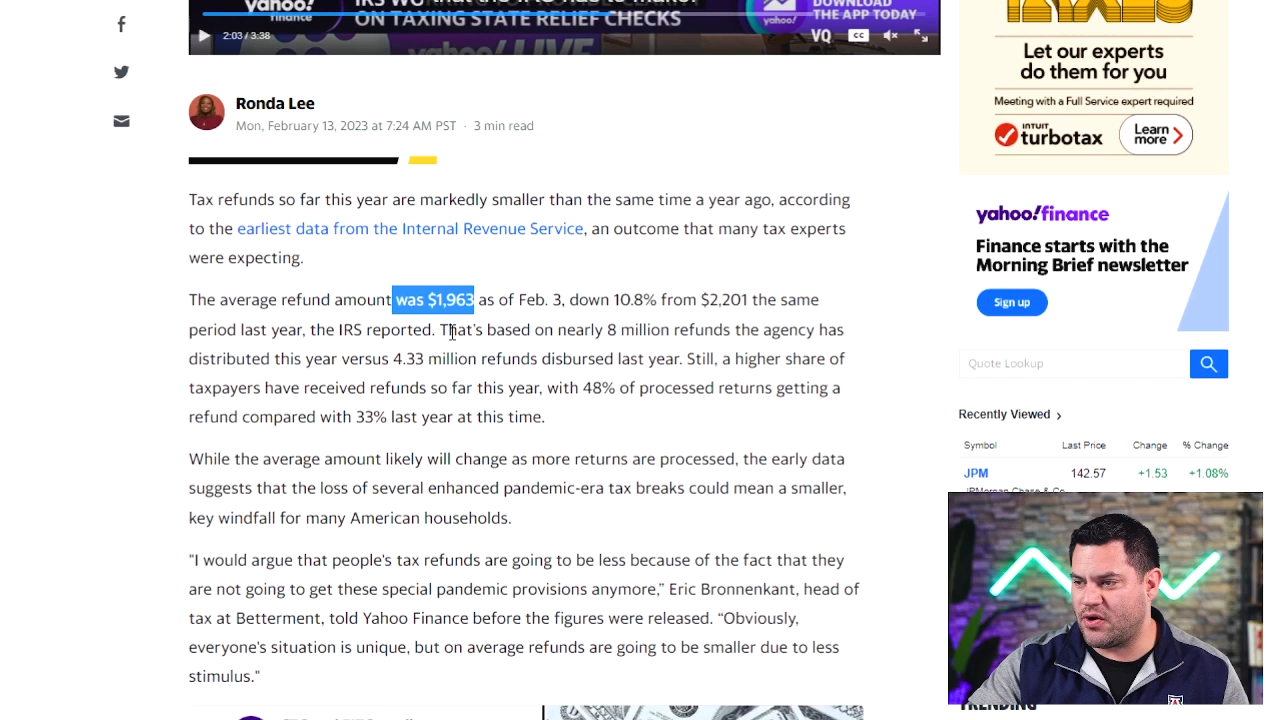 yahoo!
finance
ON TAXING STATE RELIEF CHECKS
yahoo!
DOWNLOAD
THE APP TODAY
2:03 / 3:38
VQ
CC
yahoo! LIVE
Let our experts
do them for you
Meeting with a Full Service expert required
INTUIT
turbotax
Learn
more
Ronda Lee
Mon, February 13, 2023 at 7:24 AM PST · 3 min read
Tax refunds so far this year are markedly smaller than the same time a year ago, according
to the earliest data from the Internal Revenue Service, an outcome that many tax experts
were expecting.
The average refund amount was $1,963 as of Feb. 3, down 10.8% from $2,201 the same
period last year, the IRS reported. That's based on nearly 8 million refunds the agency has
distributed this year versus 4.33 million refunds disbursed last year. Still, a higher share of
taxpayers have received refunds so far this year, with 48% of processed returns getting a
refund compared with 33% last year at this time.
While the average amount likely will change as more returns are processed, the early data
suggests that the loss of several enhanced pandemic-era tax breaks could mean a smaller,
key windfall for many American households.
"I would argue that people's tax refunds are going to be less because of the fact that they
are not going to get these special pandemic provisions anymore,” Eric Bronnenkant, head of
tax at Betterment, told Yahoo Finance before the figures were released. “Obviously,
everyone's situation is unique, but on average refunds are going to be smaller due to less
stimulus."
yahoo!finance
Finance starts with the
Morning Brief newsletter
Sign up
Quote Lookup
Recently Viewed >
Symbol Last Price Change % Change
JPM 142.57 +1.53 +1.08%
JPMorgan Chase & Co.
TRENDING